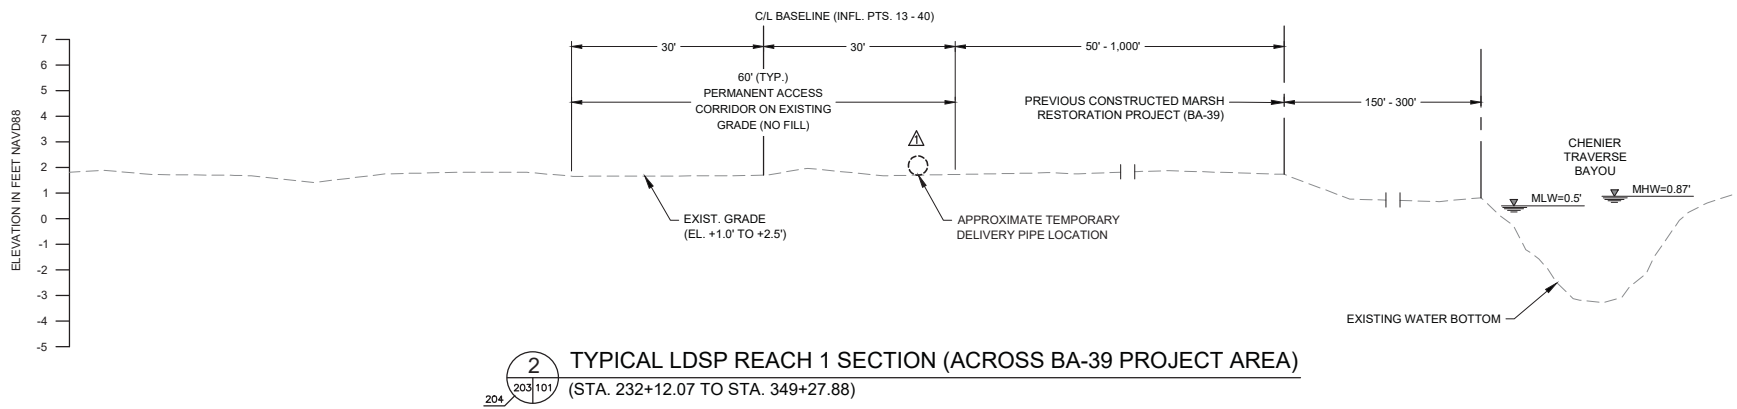 C/L BASELINE (INFL. PTS. 13 - 40)
7
6
5
4
3
2
1
0
-1
-2
-3
-4
-5
ELEVATION IN FEET NAVD88
30'
30'
50' - 1,000'
60' (TYP.)
PERMANENT ACCESS
CORRIDOR ON EXISTING
GRADE (NO FILL)
PREVIOUS CONSTRUCTED MARSH
RESTORATION PROJECT (BA-39)
150' - 300'
1
CHENIER
TRAVERSE
BAYOU
MLW=0.5'
MHW=0.87'
EXIST. GRADE
(EL. +1.0' TO +2.5')
APPROXIMATE TEMPORARY
DELIVERY PIPE LOCATION
EXISTING WATER BOTTOM
2
203 101
204
TYPICAL LDSP REACH 1 SECTION (ACROSS BA-39 PROJECT AREA)
(STA. 232+12.07 TO STA. 349+27.88)